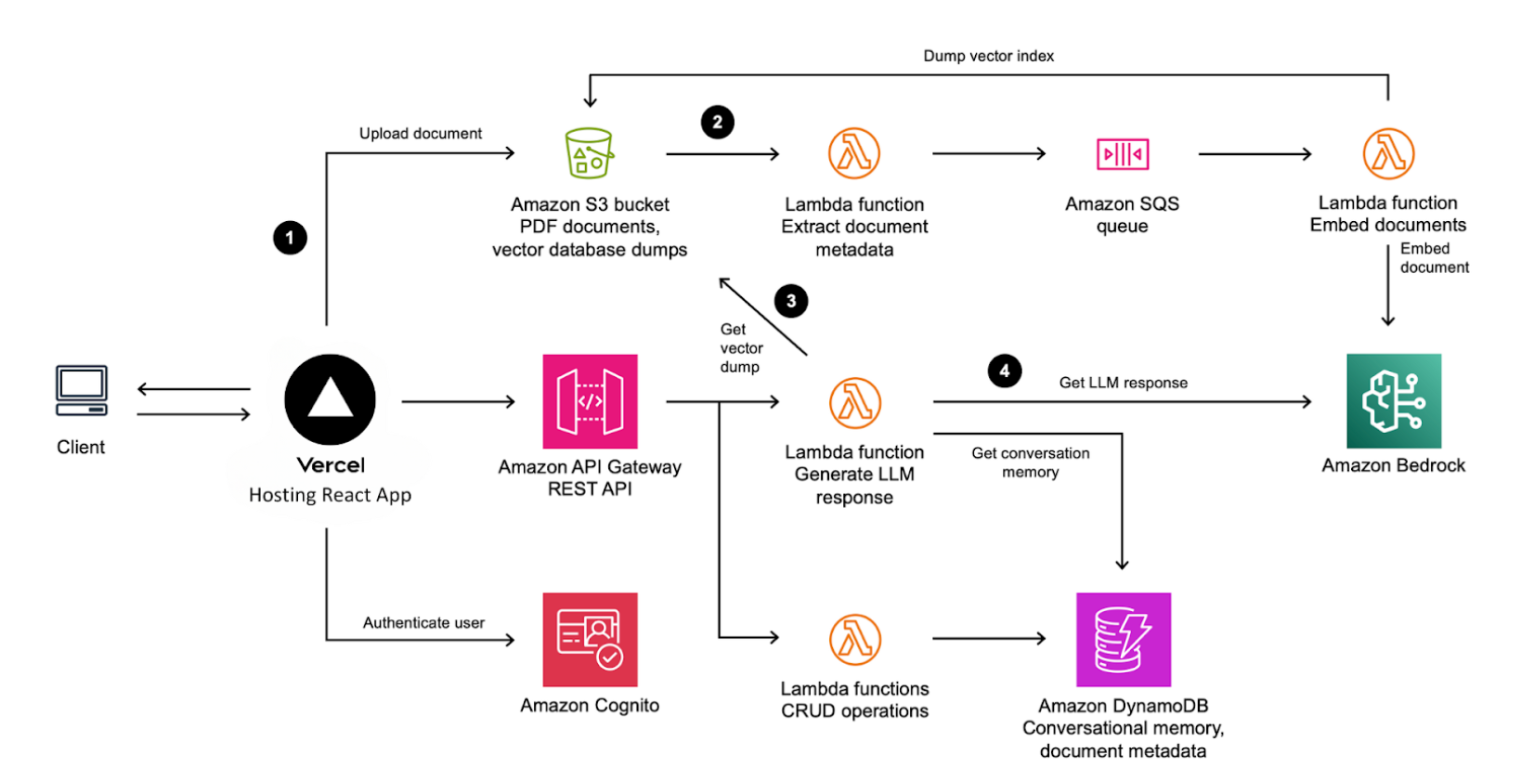 Dump vector index
Upload document
2
Amazon S3 bucket
PDF documents,
vector database dumps
Lambda function
Extract document
metadata
Amazon SQS
queue
Lambda function
Embed documents
1
Embed
document
3
Get
vector
dump
4
Get LLM response
Client
Vercel
Hosting React App
</>
Amazon API Gateway
REST API
Lambda function
Generate LLM
response
Get conversation
memory
Amazon Bedrock
Authenticate user
Amazon Cognito
Lambda functions
CRUD operations
Amazon DynamoDB
Conversational memory,
document metadata